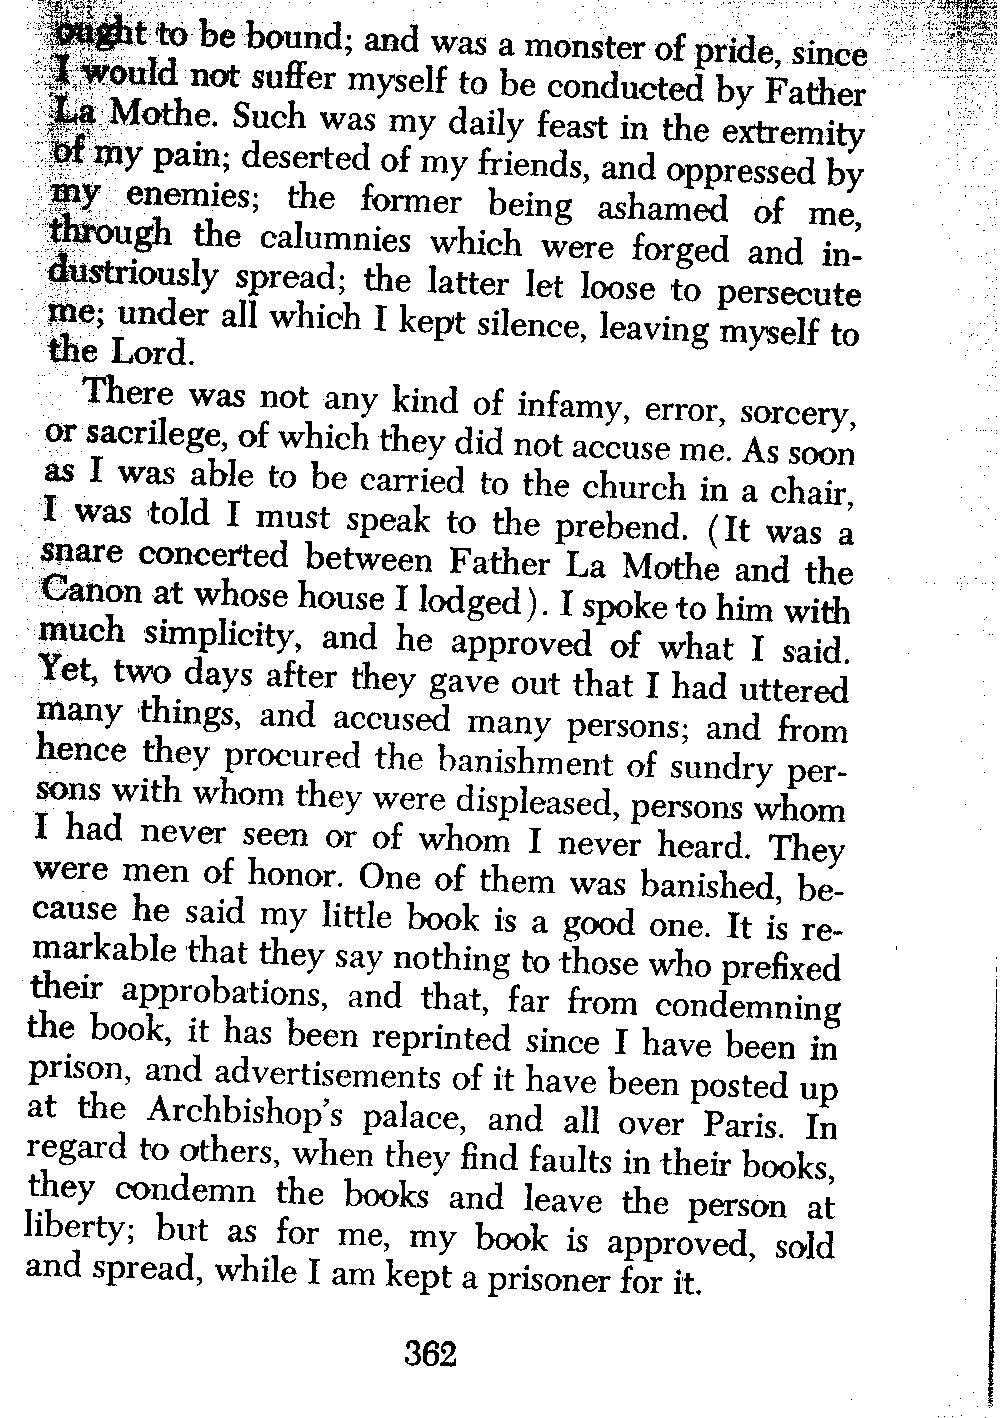 ought to be bound; and was a monster of pride, since
I would not suffer myself to be conducted by Father
La Mothe. Such was my daily feast in the extremity
of my pain; deserted of my friends, and oppressed by
my enemies; the former being ashamed of me,
through the calumnies which were forged and in-
dustriously spread; the latter let loose to persecute
me; under all which I kept silence, leaving myself to
the Lord.
There was not any kind of infamy, error, sorcery,
or sacrilege, of which they did not accuse me. As soon
as I was able to be carried to the church in a chair,
I was told I must speak to the prebend. (It was a
snare concerted between Father La Mothe and the
Canon at whose house I lodged). I spoke to him with
much simplicity, and he approved of what I said.
Yet, two days after they gave out that I had uttered
many things, and accused many persons; and from
hence they procured the banishment of sundry per-
sons with whom they were displeased, persons whom
I had never seen or of whom I never heard. They
were men of honor. One of them was banished, be-
cause he said my little book is a good one. It is re-
markable that they say nothing to those who prefixed
their approbations, and that, far from condemning
the book, it has been reprinted since I have been in
prison, and advertisements of it have been posted up
at the Archbishop's palace, and all over Paris. In
regard to others, when they find faults in their books,
they condemn the books and leave the person at
liberty; but as for me, my book is approved, sold
and spread, while I am kept a prisoner for it.
362